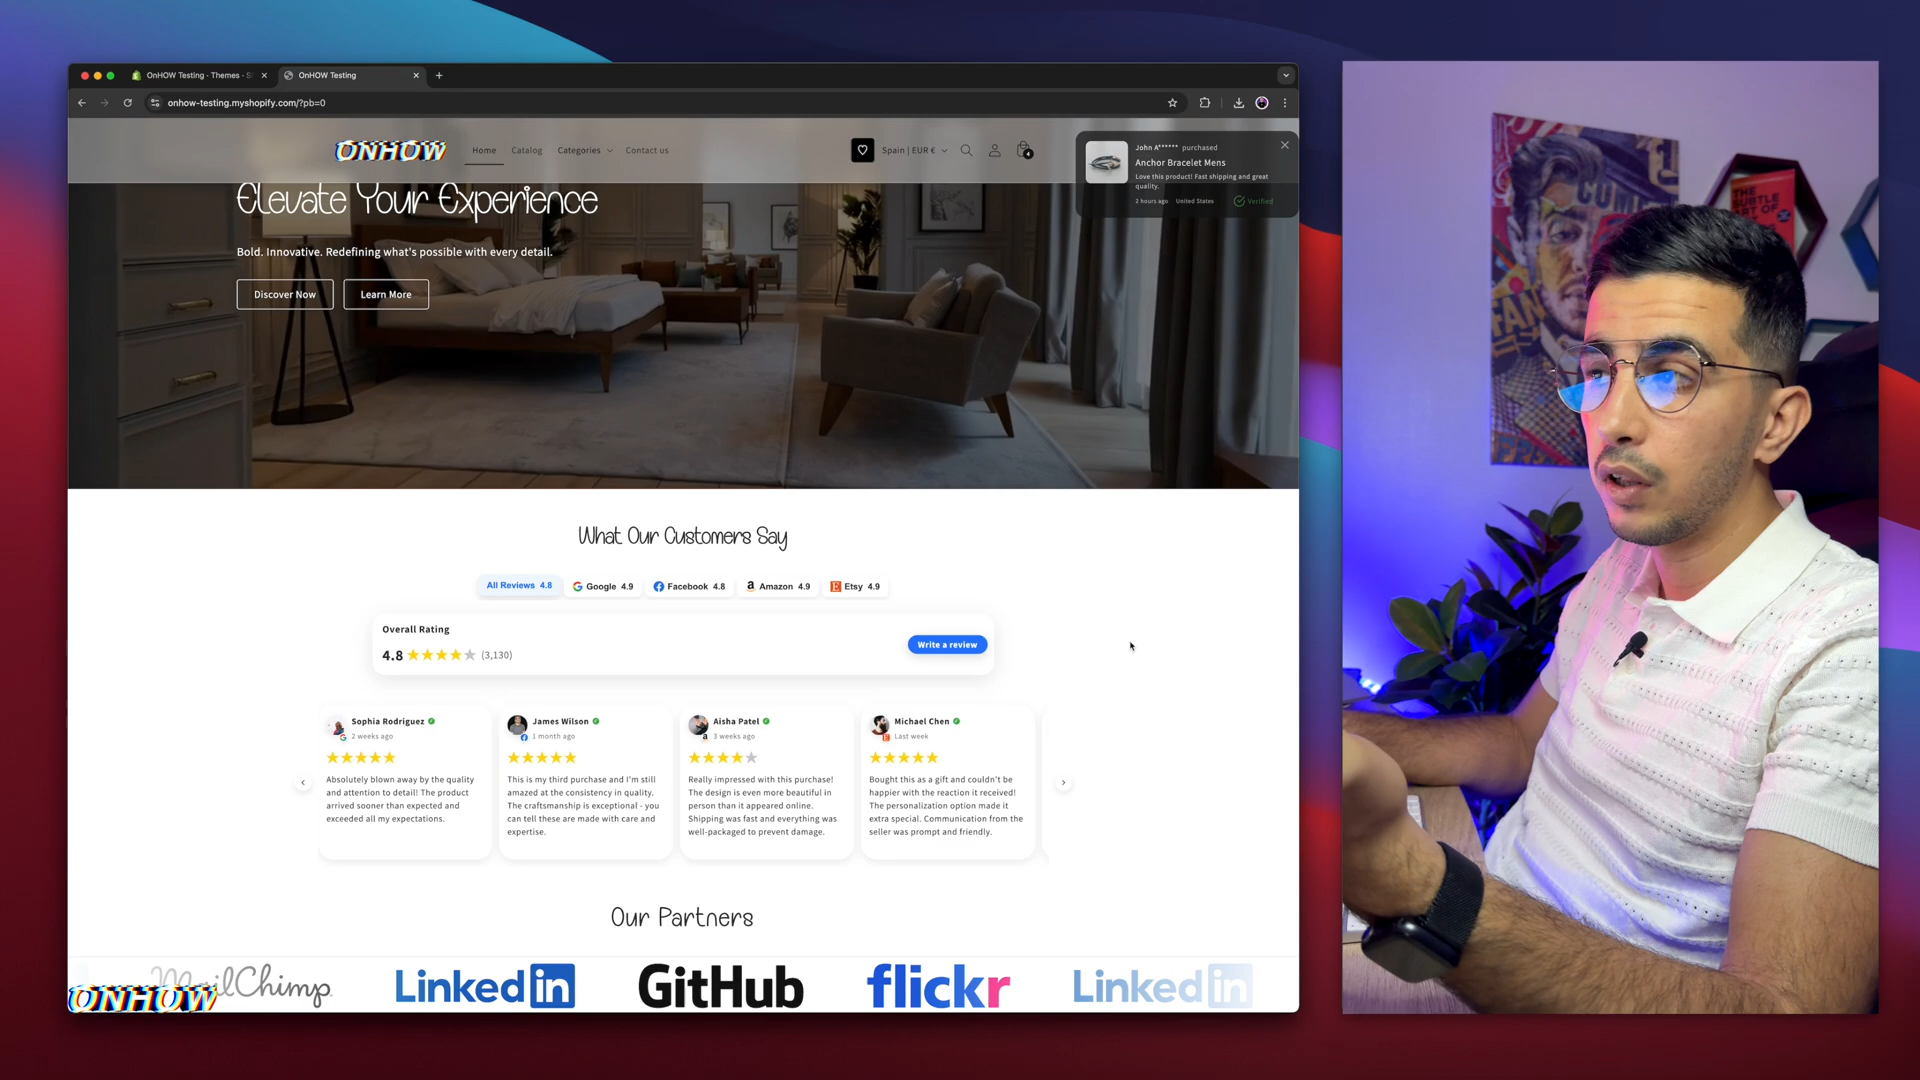 OnHOW Testing · Themes · S
OnHOW Testing
onhow-testing.myshopify.com/?pb=0
ONHOW
Home
Catalog
Categories
Contact us
Spain | EUR €
4
John A****** purchased
Anchor Bracelet Mens
Love this product! Fast shipping and great
quality.
2 hours ago
United States
Verified
Elevate Your Experience
Bold. Innovative. Redefining what's possible with every detail.
Discover Now
Learn More
What Our Customers Say
All Reviews 4.8
Google 4.9
Facebook 4.8
Amazon 4.9
Etsy 4.9
Overall Rating
4.8
(3,130)
Write a review
Sophia Rodriguez
2 weeks ago
Absolutely blown away by the quality
and attention to detail! The product
arrived sooner than expected and
exceeded all my expectations.
James Wilson
1 month ago
This is my third purchase and I'm still
amazed at the consistency in quality.
The craftsmanship is exceptional - you
can tell these are made with care and
expertise.
Aisha Patel
3 weeks ago
Really impressed with this purchase!
The design is even more beautiful in
person than it appeared online.
Shipping was fast and everything was
well-packaged to prevent damage.
Michael Chen
Last week
Bought this as a gift and couldn't be
happier with the reaction it received!
The personalization option made it
extra special. Communication from the
seller was prompt and friendly.
Our Partners
MailChimp
LinkedIn
GitHub
flickr
LinkedIn
ONHOW
THE
SUBTLE
ART OF
FAN